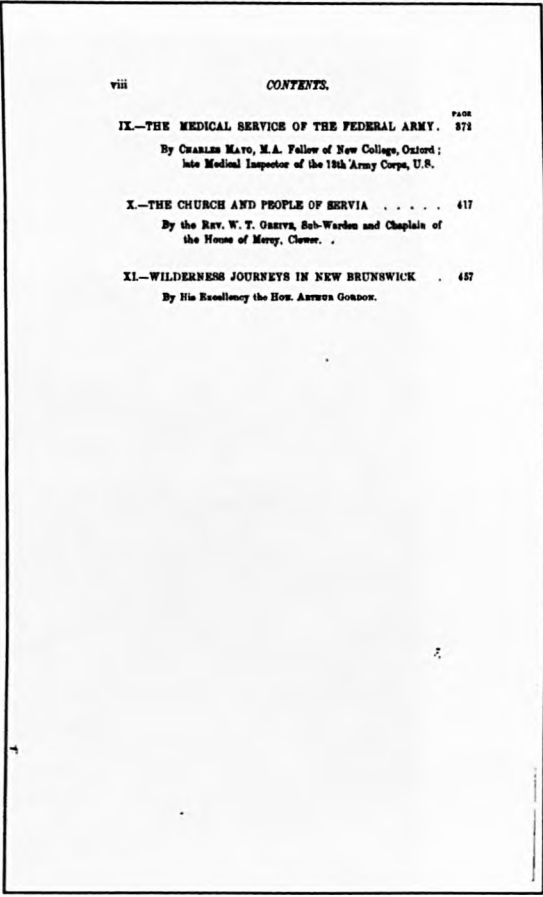 viii CONTENTS.
PAGE
IX.—THE MEDICAL SERVICE OF THE FEDERAL ARMY. 372
By CHARLES MAYO, M.A. Fellow of New College, Oxford;
late Medical Inspector of the 13th Army Corps, U.S.
X.—THE CHURCH AND PEOPLE OF SERVIA . . . . . 417
By the REV. W. T. GREIVE, Sub-Warden and Chaplain of
the House of Mercy, Clewer.
XI.—WILDERNESS JOURNEYS IN NEW BRUNSWICK . 457
By His Excellency the HON. ARTHUR GORDON.